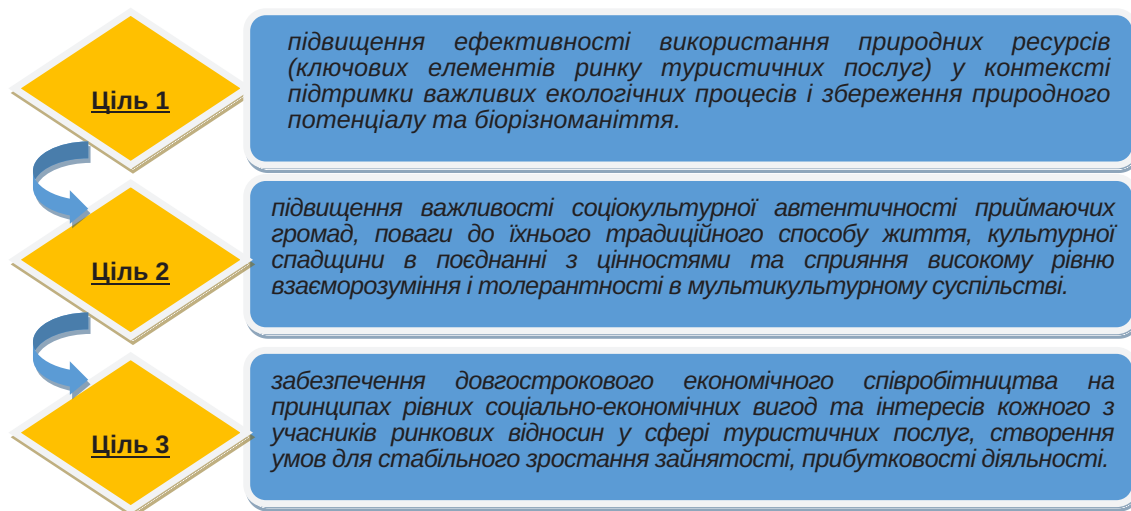 Ціль 1
підвищення ефективності використання природних ресурсів
(ключових елементів ринку туристичних послуг) у контексті
підтримки важливих екологічних процесів і збереження природного
потенціалу та біорізноманіття.
Ціль 2
підвищення важливості соціокультурної автентичності приймаючих
громад, поваги до їхнього традиційного способу життя, культурної
спадщини в поєднанні з цінностями та сприяння високому рівню
взаєморозуміння і толерантності в мультикультурному суспільстві.
Ціль 3
забезпечення довгострокового економічного співробітництва на
принципах рівних соціально-економічних вигод та інтересів кожного з
учасників ринкових відносин у сфері туристичних послуг, створення
умов для стабільного зростання зайнятості, прибутковості діяльності.